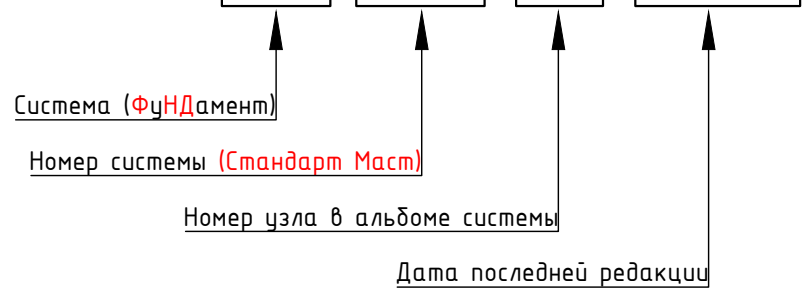 Система (ФуНДамент)
Номер системы (Стандарт Маст)
Номер узла в альбоме системы
Дата последней редакции